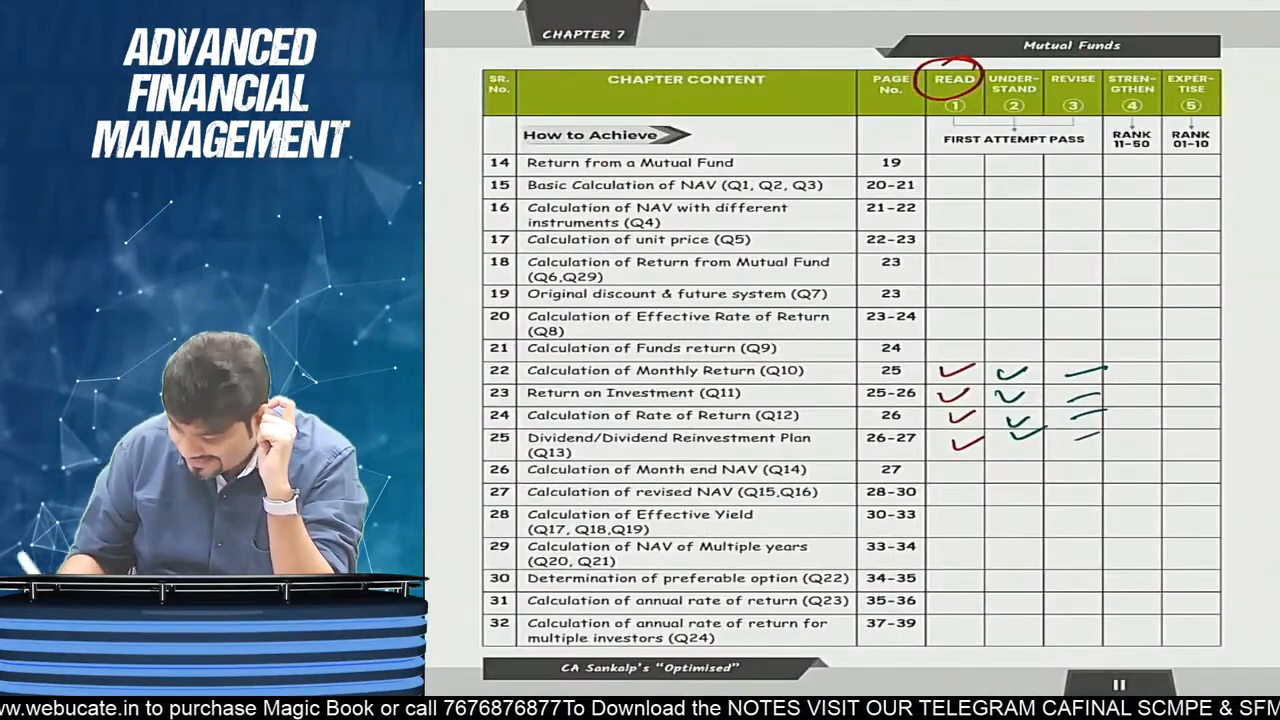 ADVANCED
FINANCIAL
MANAGEMENT
CHAPTER 7
Mutual Funds
SR. No. CHAPTER CONTENT PAGE No. READ ① UNDER-STAND ② REVISE ③ STREN-GTHEN ④ EXPER-TISE ⑤
How to Achieve FIRST ATTEMPT PASS RANK 11-50 RANK 01-10
14 Return from a Mutual Fund 19
15 Basic Calculation of NAV (Q1, Q2, Q3) 20-21
16 Calculation of NAV with different 21-22
instruments (Q4)
17 Calculation of unit price (Q5) 22-23
18 Calculation of Return from Mutual Fund 23
(Q6,Q29)
19 Original discount & future system (Q7) 23
20 Calculation of Effective Rate of Return 23-24
(Q8)
21 Calculation of Funds return (Q9) 24
22 Calculation of Monthly Return (Q10) 25
23 Return on Investment (Q11) 25-26
24 Calculation of Rate of Return (Q12) 26
25 Dividend/Dividend Reinvestment Plan 26-27
(Q13)
26 Calculation of Month end NAV (Q14) 27
27 Calculation of revised NAV (Q15,Q16) 28-30
28 Calculation of Effective Yield 30-33
(Q17, Q18,Q19)
29 Calculation of NAV of Multiple years 33-34
(Q20, Q21)
30 Determination of preferable option (Q22) 34-35
31 Calculation of annual rate of return (Q23) 35-36
32 Calculation of annual rate of return for 37-39
multiple investors (Q24)
CA Sankalp's "Optimised"
II
www.webucate.in to purchase Magic Book or call 7676876877To Download the NOTES VISIT OUR TELEGRAM CAFINAL SCMPE & SFM